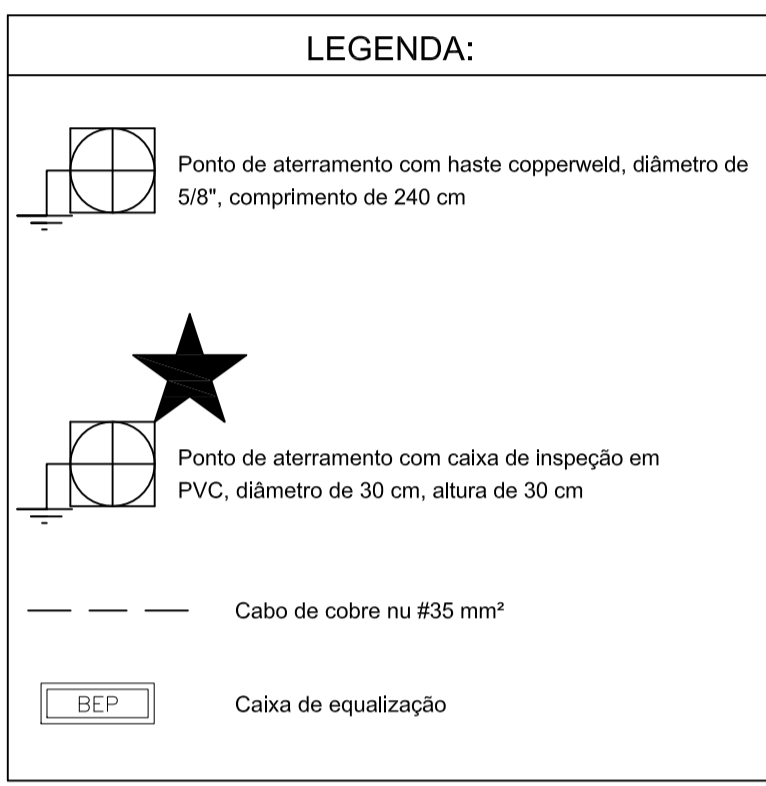 LEGENDA:
Ponto de aterramento com haste copperweld, diâmetro de
5/8", comprimento de 240 cm
Ponto de aterramento com caixa de inspeção em
PVC, diâmetro de 30 cm, altura de 30 cm
Cabo de cobre nu #35 mm²
BEP
Caixa de equalização